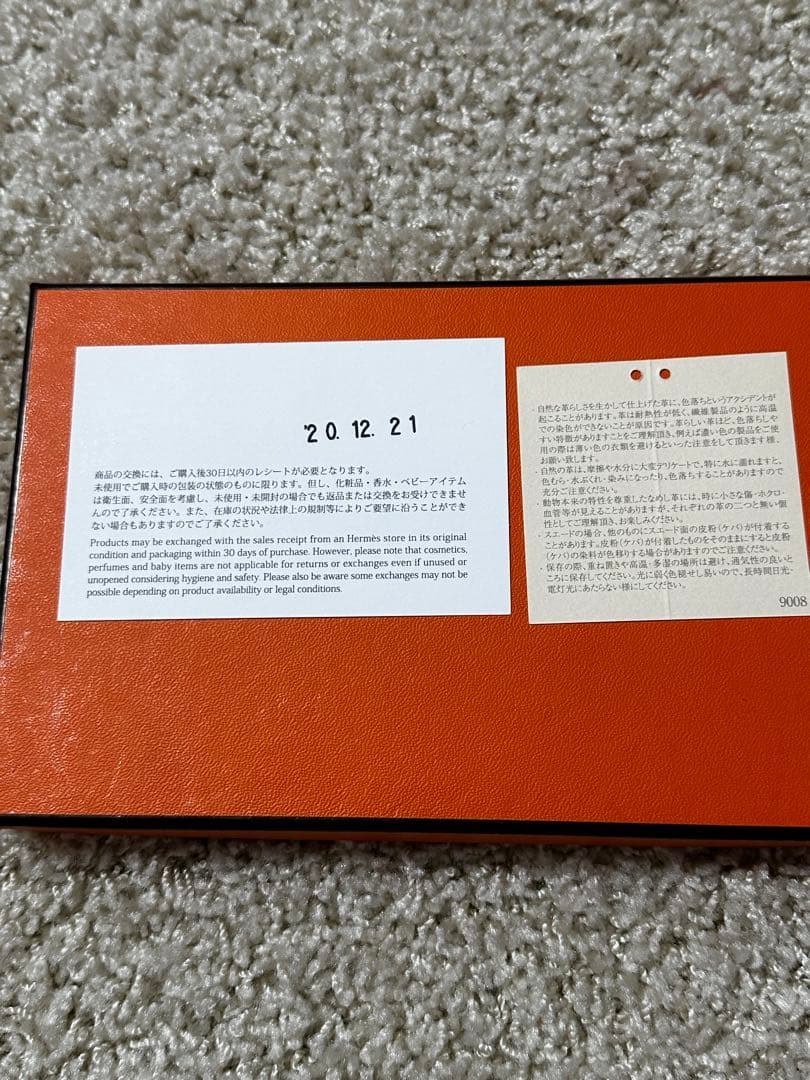 '20. 12. 21
商品の交換には、ご購入後30日以内のレシートが必要となります。
未使用でご購入時の包装の状態のものに限ります。但し、化粧品・香水・ベビーアイテム
は衛生面、安全面を考慮し、未使用・未開封の場合でも返品または交換をお受けできませ
んのでご了承ください。また、在庫の状況や法律上の規制等によりご要望に沿うことができ
ない場合もありますのでご了承ください。
Products may be exchanged with the sales receipt from an Hermès store in its original
condition and packaging within 30 days of purchase. However, please note that cosmetics,
perfumes and baby items are not applicable for returns or exchanges even if unused or
unopened considering hygiene and safety. Please also be aware some exchanges may not be
possible depending on product availability or legal conditions.
・自然な革らしさを生かして仕上げた革に、色落ちというアクシデントが
起こることがあります。革は耐熱性が低く、繊維製品のように高温
での染色ができないことが原因です。革らしい革ほど、色落ちしや
すい特徴がありますことをご理解頂き、例えば濃い色の製品をご使
用の際は薄い色の衣類を避けるといった注意をして頂きます様、
お願い致します。
・自然の革は、摩擦や水分に大変デリケートで、特に水に濡れますと、
色むら・水ぶくれ・染みになったり、色落ちすることがありますので
充分ご注意ください。
・動物本来の特性を尊重したなめし革には、時に小さな傷・ホクロ・
血管等が見えることがありますが、それぞれの革の二つと無い個
性としてご理解頂き、お楽しみください。
・スエードの場合、他のものにスエード面の皮粉(ケバ)が付着する
ことがあります。皮粉(ケバ)が付着したものをそのままにすると皮粉
(ケバ)の染料が色移りする場合がありますのでご注意ください。
・保存の際、重ね置きや高温・多湿の場所は避け、通気性の良いと
ころに保存してください。光に弱く色褪せし易いので、長時間日光・
電灯光にあたらない様にしてください。
9008